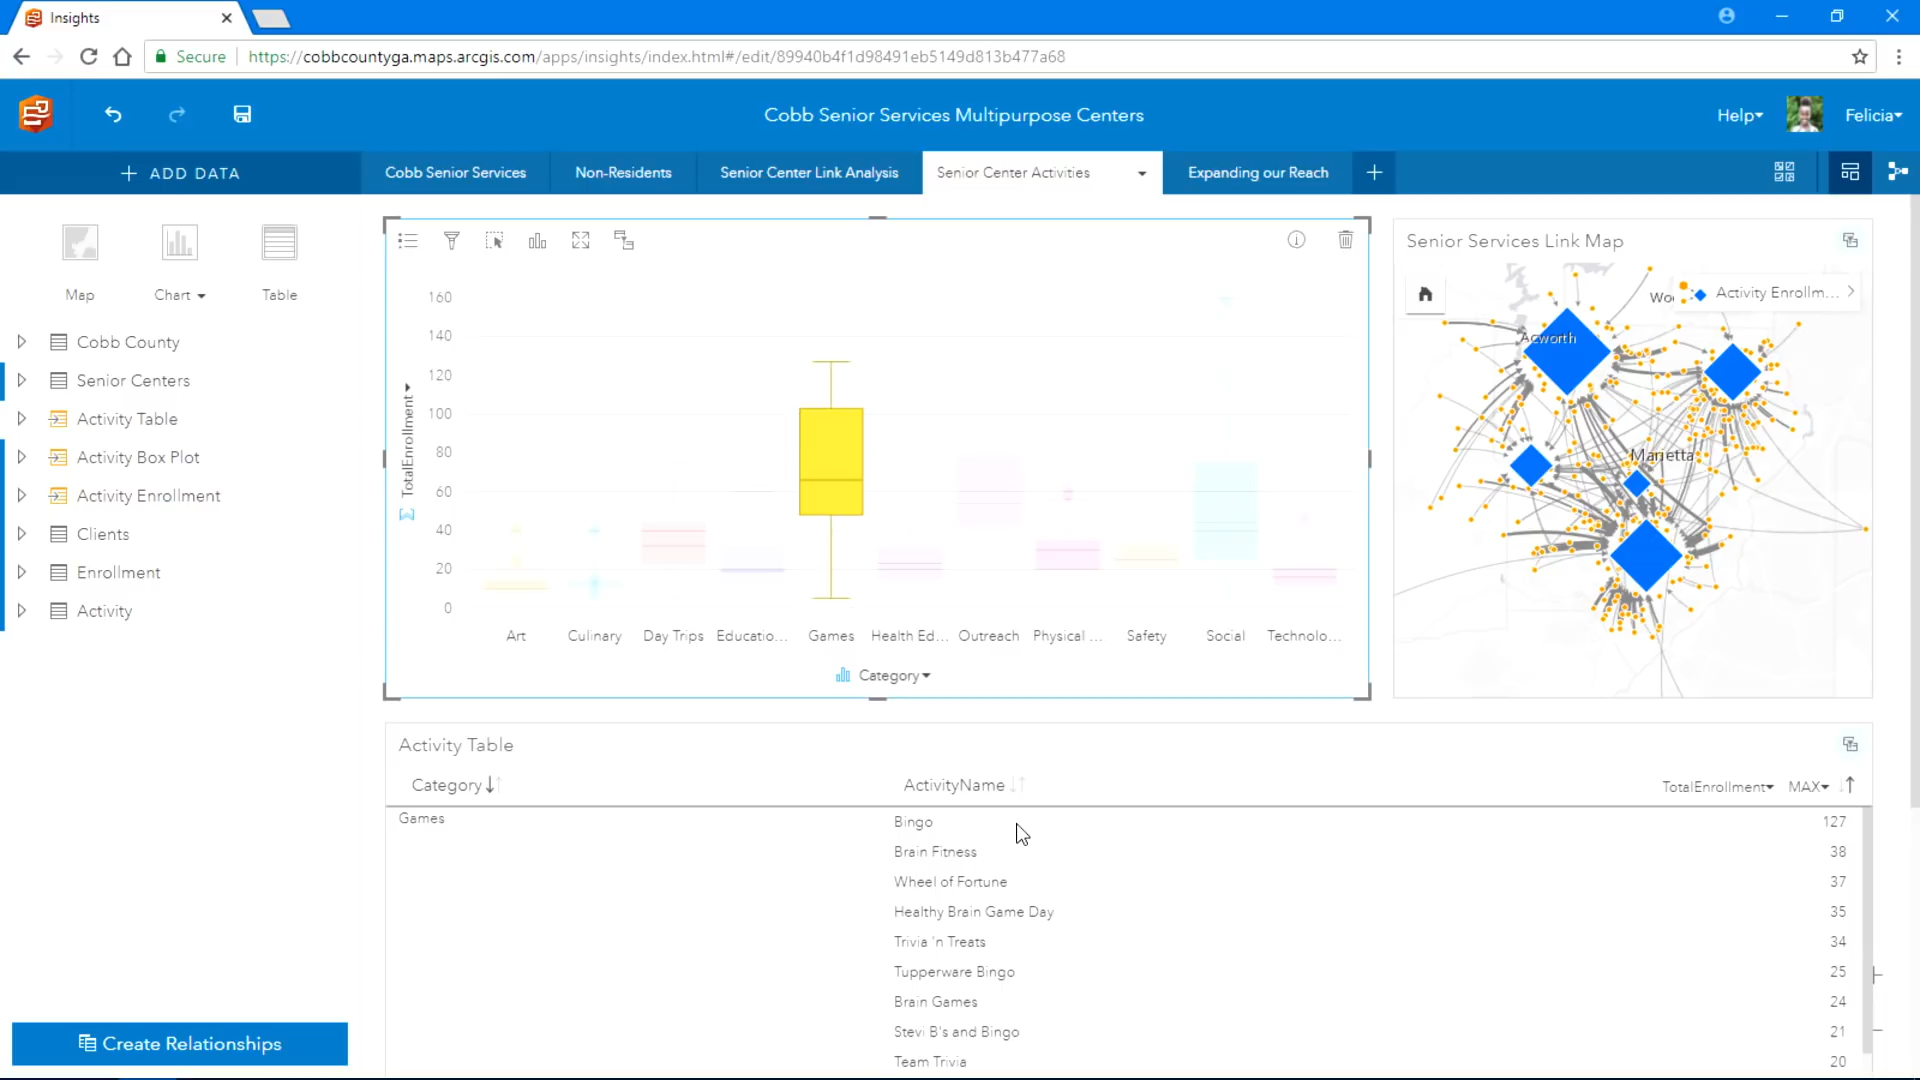 Insights
Secure
https://cobbcountyga.maps.arcgis.com/apps/insights/index.html#/edit/89940b4f1d98491eb5149d813b477a68
Cobb Senior Services Multipurpose Centers
Help
Felicia
ADD DATA
Cobb Senior Services
Non-Residents
Senior Center Link Analysis
Senior Center Activities
Expanding our Reach
Map
Chart
Table
Cobb County
Senior Centers
Activity Table
Activity Box Plot
Activity Enrollment
Clients
Enrollment
Activity
Create Relationships
TotalEnrollment
160
140
120
100
80
60
40
20
0
Art
Culinary
Day Trips
Educatio...
Games
Health Ed...
Outreach
Physical ...
Safety
Social
Technolo...
Category
Senior Services Link Map
Activity Enrollm...
Woo
Acworth
Marietta
Activity Table
Category
ActivityName
TotalEnrollment
MAX
Games
Bingo 127
Brain Fitness 38
Wheel of Fortune 37
Healthy Brain Game Day 35
Trivia 'n Treats 34
Tupperware Bingo 25
Brain Games 24
Stevi B's and Bingo 21
Team Trivia 20